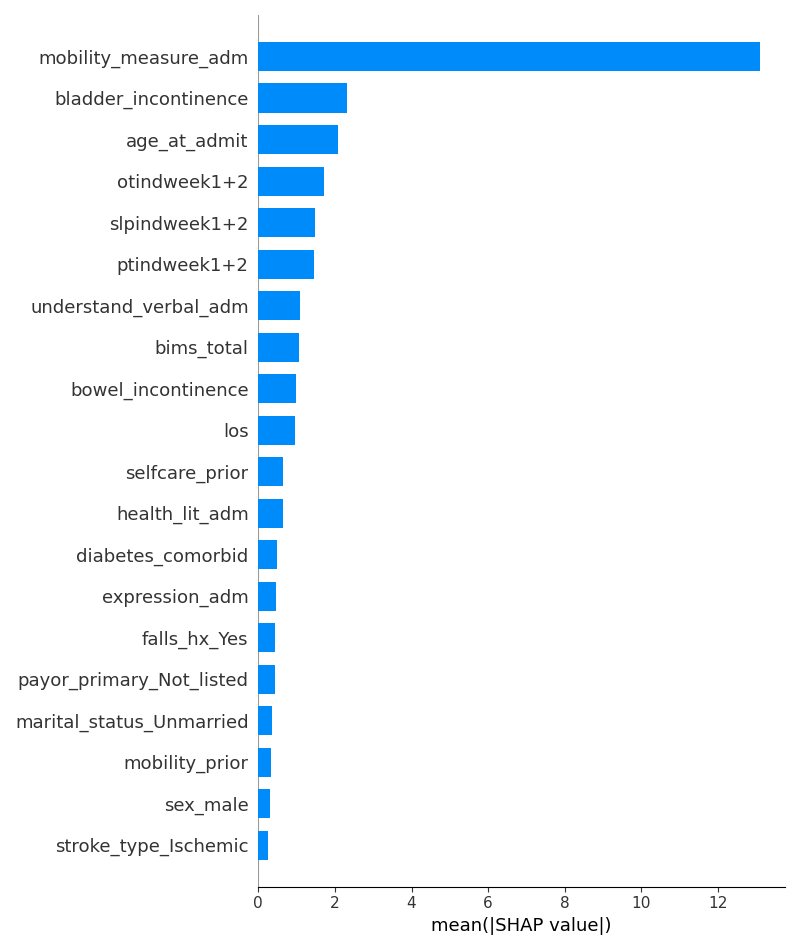 mobility_measure_adm
bladder_incontinence
age_at_admit
otindweek1+2
slpindweek1+2
ptindweek1+2
understand_verbal_adm
bims_total
bowel_incontinence
los
selfcare_prior
health_lit_adm
diabetes_comorbid
expression_adm
falls_hx_Yes
payor_primary_Not_listed
marital_status_Unmarried
mobility_prior
sex_male
stroke_type_Ischemic
0 2 4 6 8 10 12
mean(|SHAP value|)